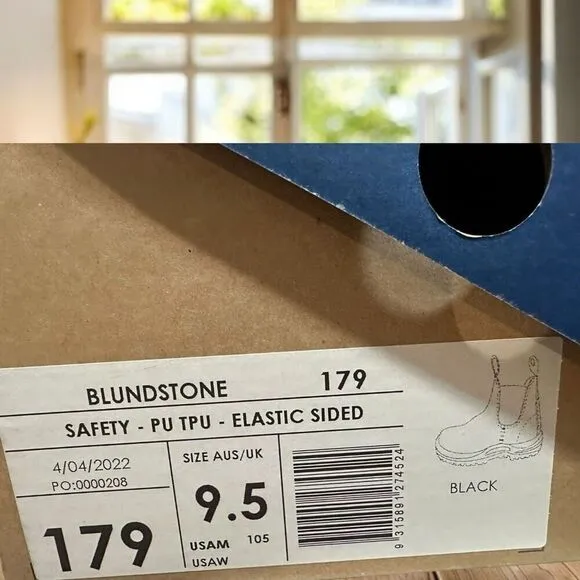 BLUNDSTONE 179
SAFETY - PU TPU - ELASTIC SIDED
4/04/2022
PO:0000208
179
SIZE AUS/UK
9.5
USAM 105
USAW
9 315891 274524
BLACK